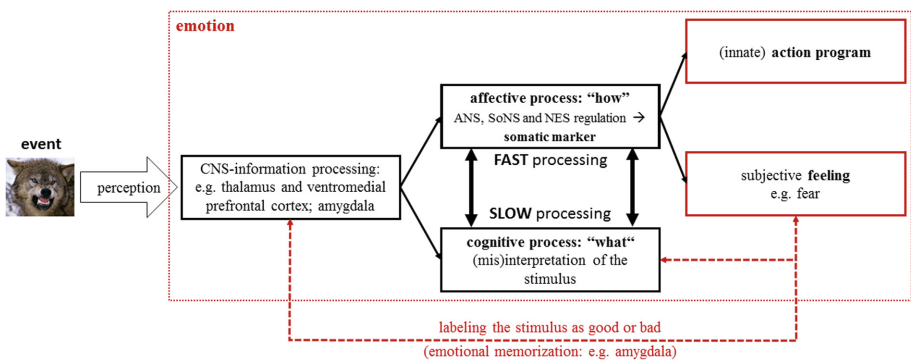 emotion
event
perception
CNS-information processing:
e.g. thalamus and ventromedial
prefrontal cortex; amygdala
affective process: “how”
ANS, SoNS and NES regulation →
somatic marker
FAST processing
SLOW processing
cognitive process: “what“
(mis)interpretation of the
stimulus
(innate) action program
subjective feeling
e.g. fear
labeling the stimulus as good or bad
(emotional memorization: e.g. amygdala)